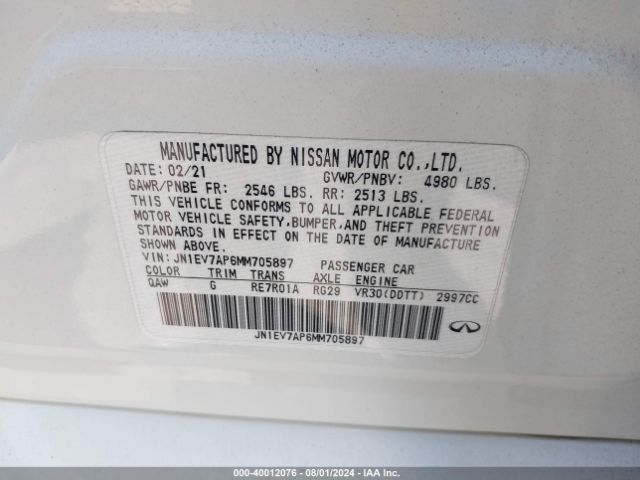 MANUFACTURED BY NISSAN MOTOR CO.,LTD.
DATE: 02/21 GVWR/PNBV: 4980 LBS.
GAWR/PNBE FR: 2546 LBS. RR: 2513 LBS.
THIS VEHICLE CONFORMS TO ALL APPLICABLE FEDERAL
MOTOR VEHICLE SAFETY,BUMPER,AND THEFT PREVENTION
STANDARDS IN EFFECT ON THE DATE OF MANUFACTURE
SHOWN ABOVE.
VIN: JN1EV7AP6MM705897 PASSENGER CAR
COLOR TRIM TRANS AXLE ENGINE
QAW G RE7R01A RG29 VR30(DDTT) 2997CC
JN1EV7AP6MM705897
INFINITI
000-40012076 - 08/01/2024 - IAA Inc.